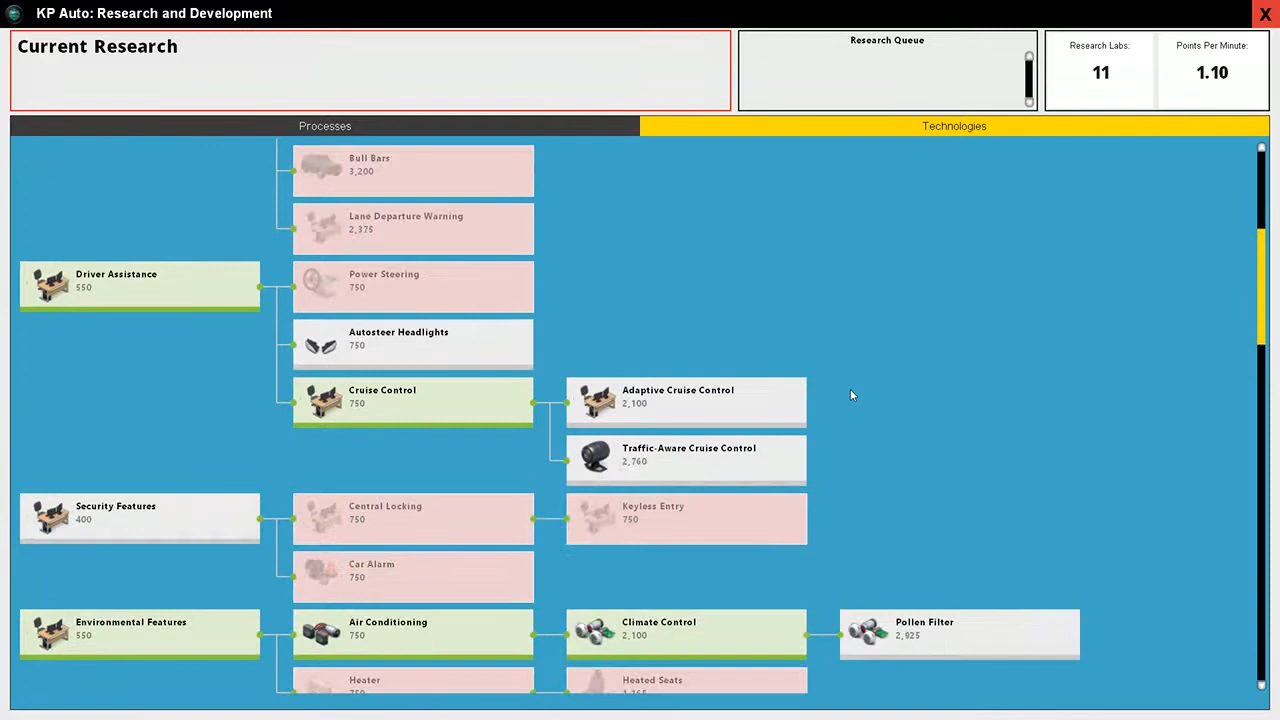 KP Auto: Research and Development
X
Current Research
Research Queue
Research Labs:
11
Points Per Minute:
1.10
Processes
Technologies
Bull Bars
3,200
Lane Departure Warning
2,375
Driver Assistance
550
Power Steering
750
Autosteer Headlights
750
Cruise Control
750
Adaptive Cruise Control
2,100
Traffic-Aware Cruise Control
2,760
Security Features
400
Central Locking
750
Keyless Entry
750
Car Alarm
750
Environmental Features
550
Air Conditioning
750
Climate Control
2,100
Pollen Filter
2,925
Heater
750
Heated Seats